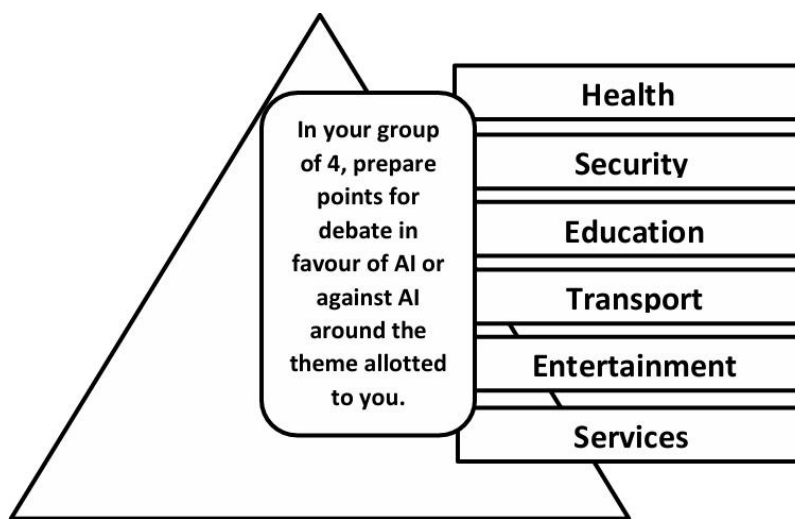 In your group
of 4, prepare
points for
debate in
favour of AI or
against AI
around the
theme allotted
to you.
Health
Security
Education
Transport
Entertainment
Services